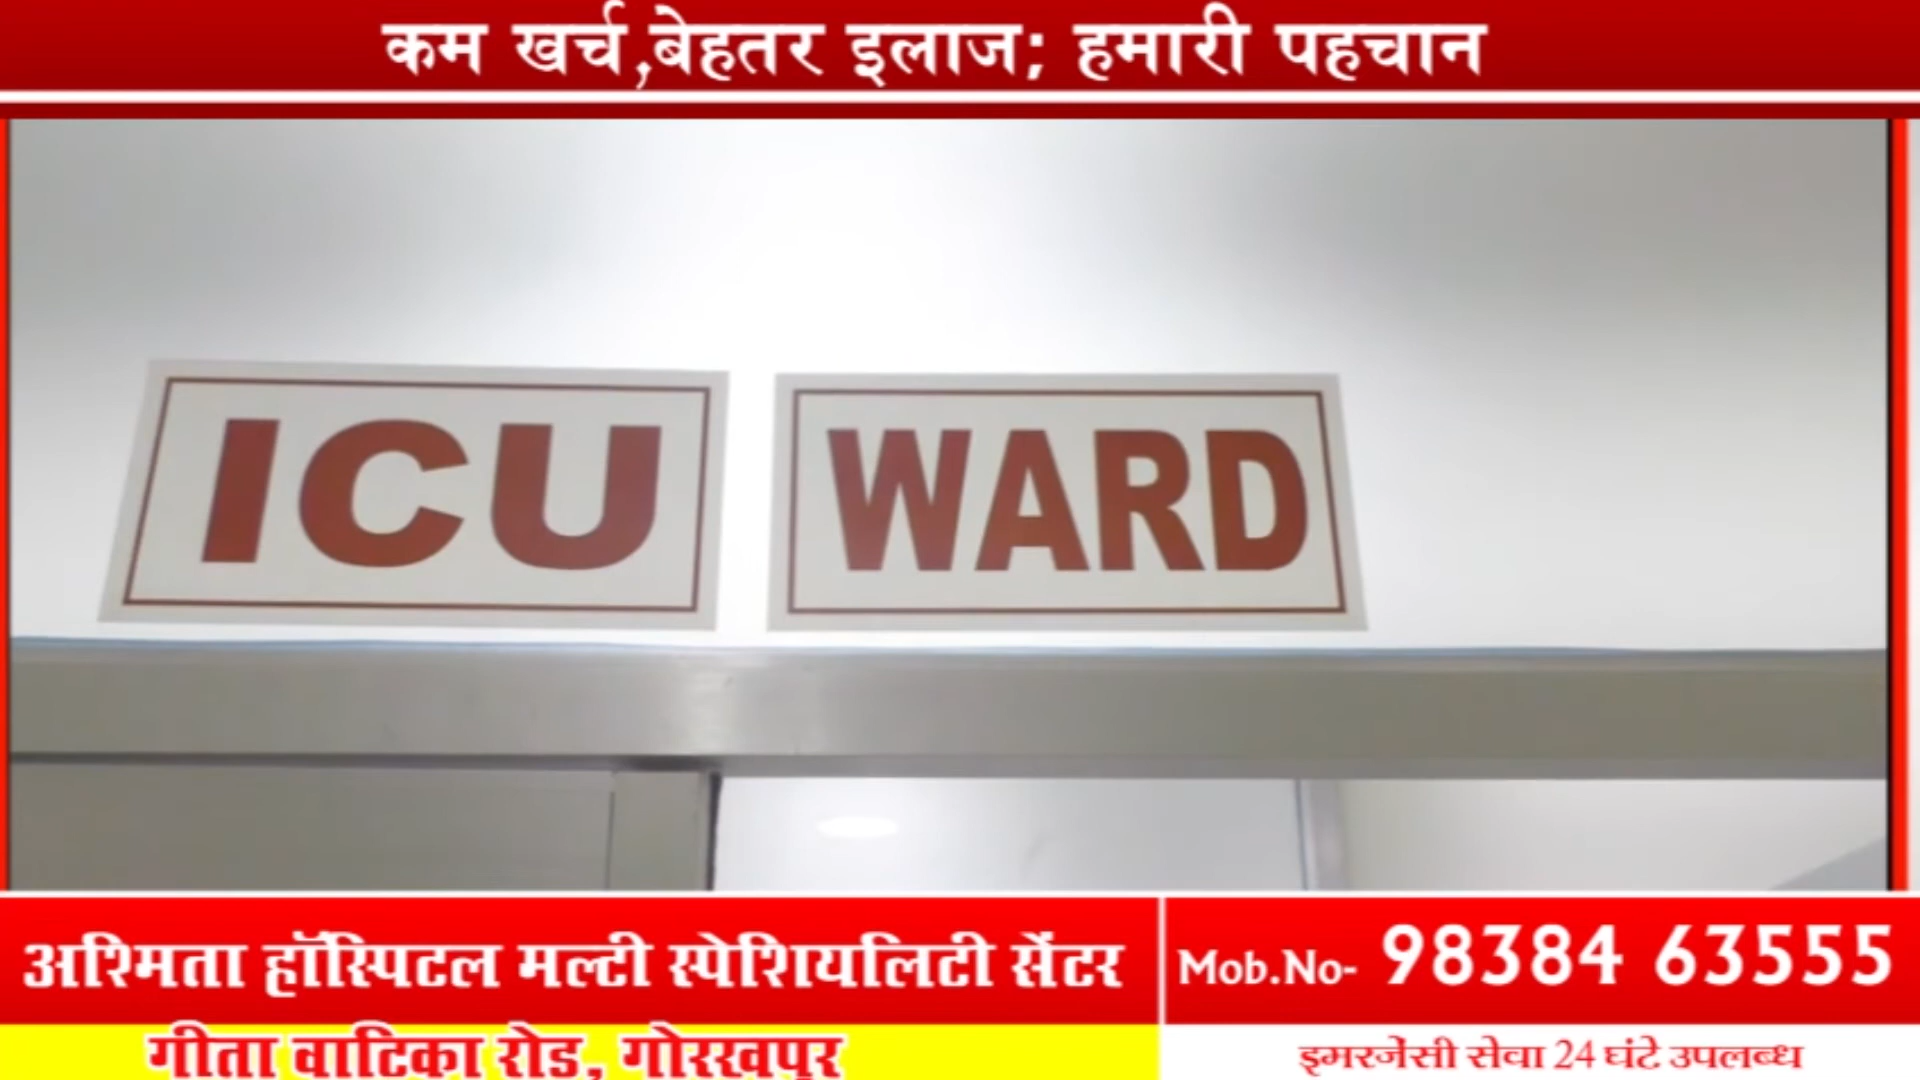 कम खर्च,बेहतर इलाज; हमारी पहचान
ICU WARD
अश्मिता हॉस्पिटल मल्टी स्पेशियलिटी सेंटर
Mob.No- 98384 63555
गीता वाटिका रोड, गोरखपुर
इमरजेंसी सेवा 24 घंटे उपलब्ध